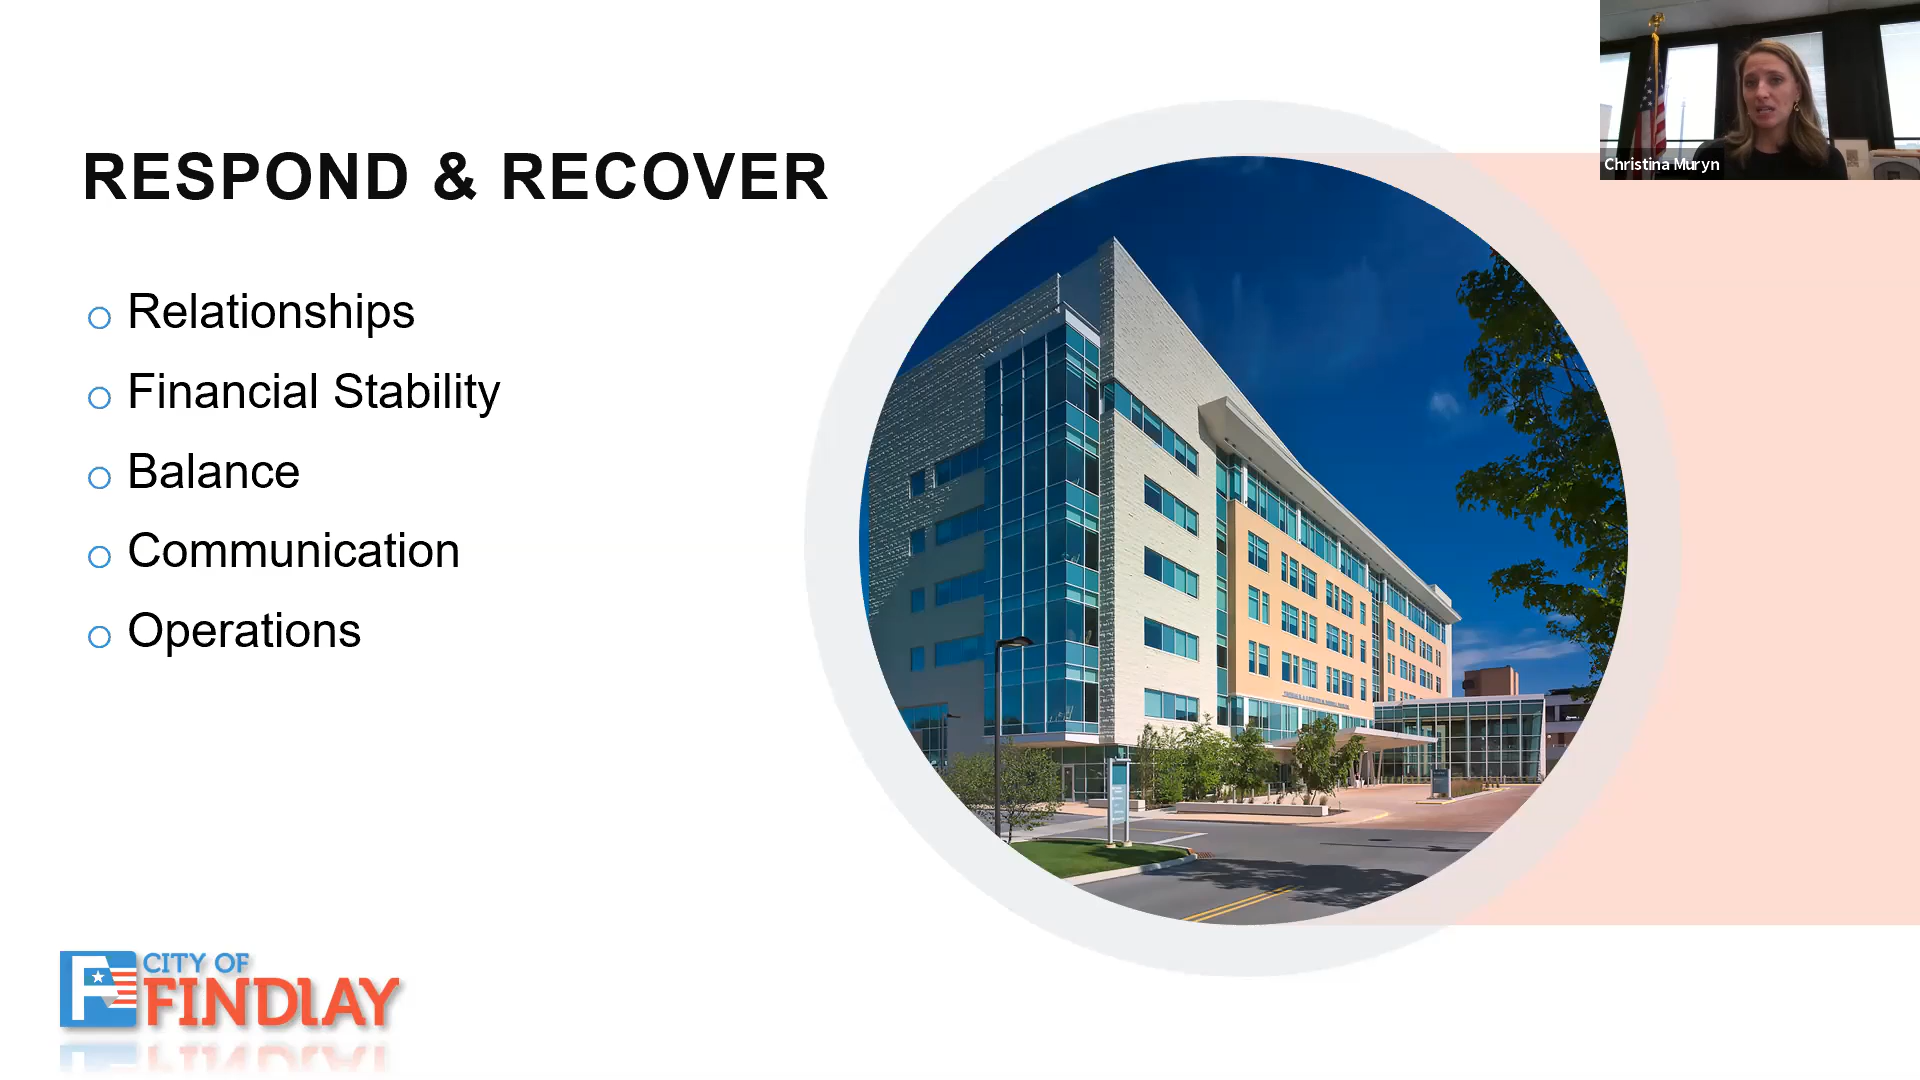 Christina Muryn
RESPOND & RECOVER
Relationships
Financial Stability
Balance
Communication
Operations
CITY OF
FINDLAY